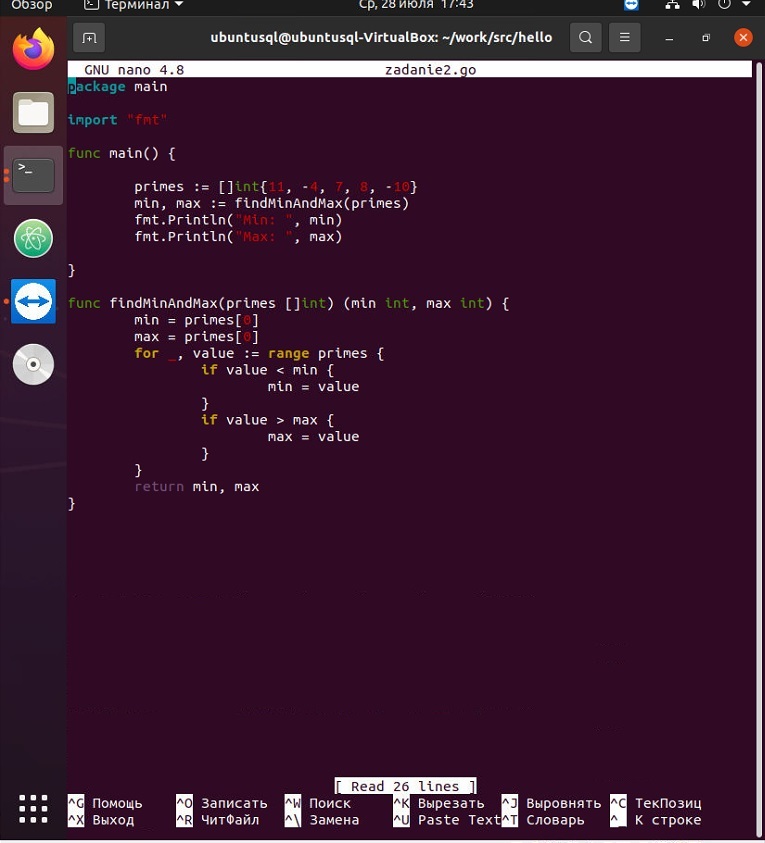 Обзор Терминал Ср, 28 июля 17:43
ubuntusql@ubuntusql-VirtualBox: ~/work/src/hello
GNU nano 4.8 zadanie2.go
package main
import "fmt"
func main() {
primes := []int{11, -4, 7, 8, -10}
min, max := findMinAndMax(primes)
fmt.Println("Min: ", min)
fmt.Println("Max: ", max)
}
func findMinAndMax(primes []int) (min int, max int) {
min = primes[0]
max = primes[0]
for _, value := range primes {
if value < min {
min = value
}
if value > max {
max = value
}
}
return min, max
}
[ Read 26 lines ]
^G Помощь ^O Записать ^W Поиск ^K Вырезать ^J Выровнять ^C ТекПозиц
^X Выход ^R ЧитФайл ^\ Замена ^U Paste Text ^T Словарь ^_ К строке